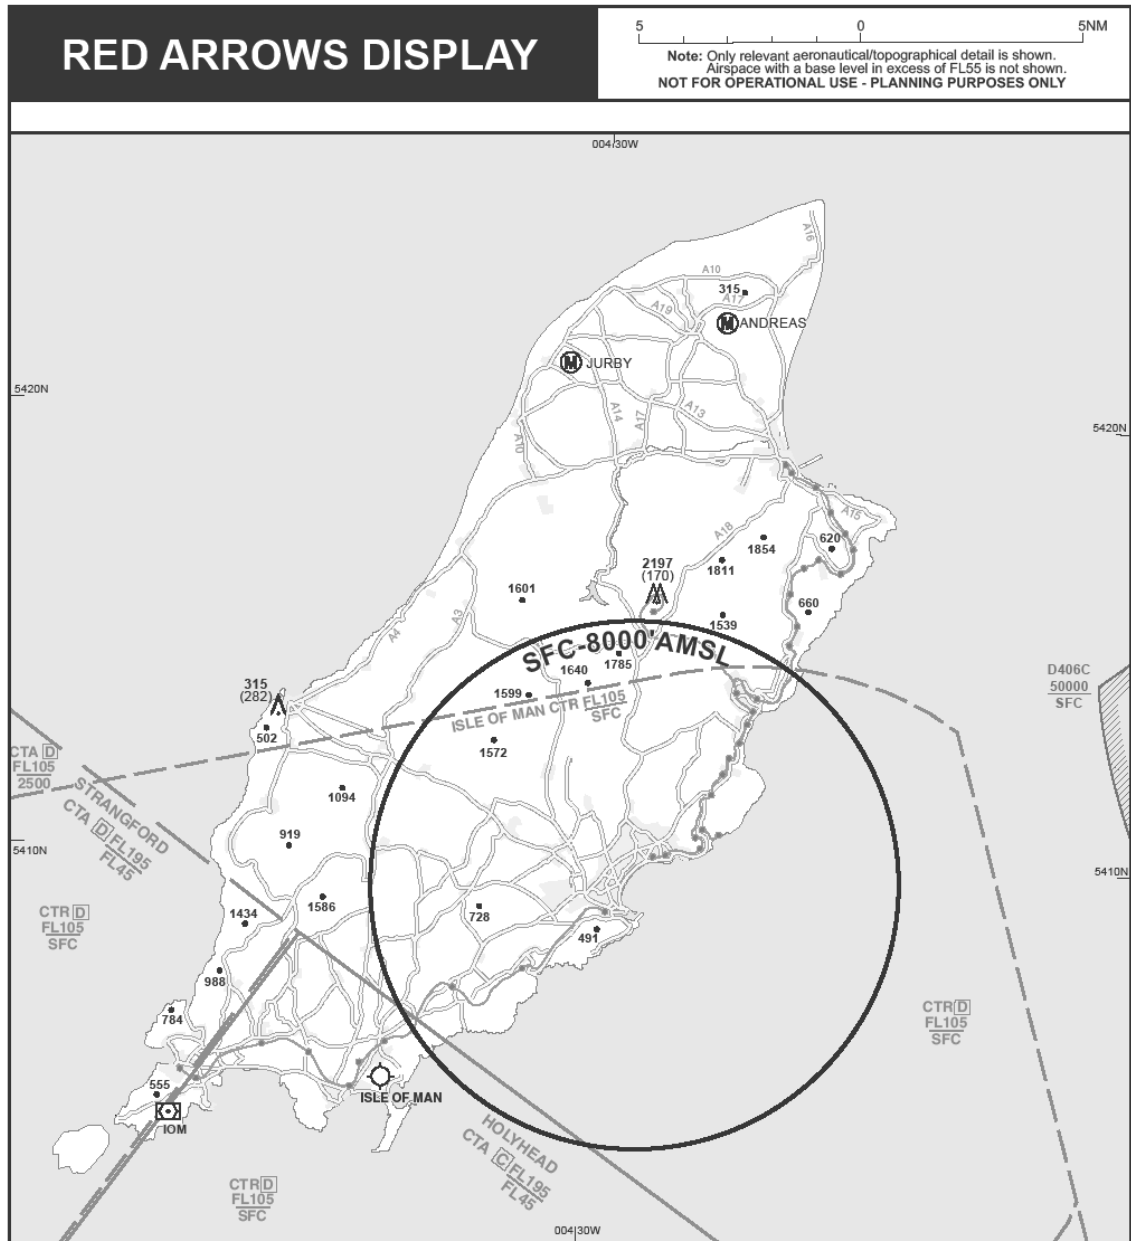 RED ARROWS DISPLAY
5 0 5NM
Note: Only relevant aeronautical/topographical detail is shown.
Airspace with a base level in excess of FL55 is not shown.
NOT FOR OPERATIONAL USE - PLANNING PURPOSES ONLY
004 30W
A16
A10
315
A17
A19
M ANDREAS
M JURBY
5420N
5420N
A14
A17
A13
A10
A15
A18
1854
620
1811
2197
(170)
1601
660
1539
A3
A4
SFC-8000'AMSL
1785
1640
D406C
50000
SFC
315
(282)
1599
ISLE OF MAN CTR FL105
SFC
502
1572
CTA D
FL105
2500
STRANGFORD
CTA D FL195
FL45
1094
919
5410N
5410N
1586
CTR D
FL105
SFC
1434
728
491
988
784
CTR D
FL105
SFC
555
ISLE OF MAN
IOM
HOLYHEAD
CTA C FL195
FL45
CTR D
FL105
SFC
004 30W